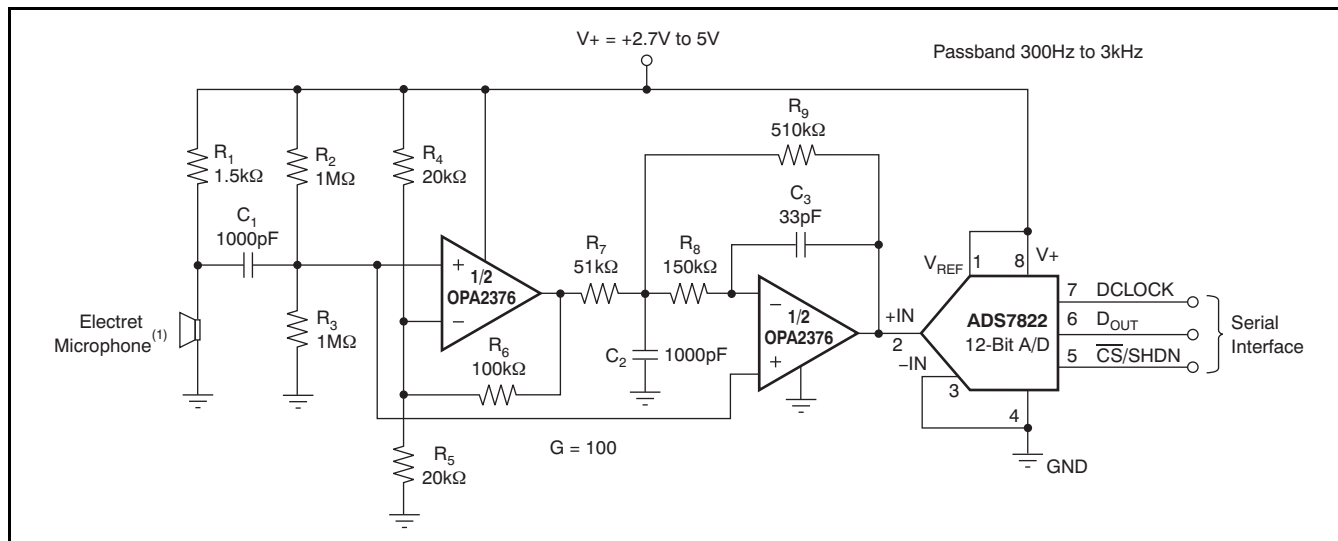 V+ = +2.7V to 5V
Passband 300Hz to 3kHz
R9
510kΩ
R1
1.5kΩ
R2
1MΩ
R4
20kΩ
C3
33pF
C1
1000pF
R7
51kΩ
R8
150kΩ
VREF
1
8
V+
+
1/2
OPA2376
−
−
1/2
OPA2376
+
+IN
2
−IN
3
ADS7822
12-Bit A/D
7
DCLOCK
6
DOUT
5
CS/SHDN
Serial
Interface
Electret
Microphone(1)
R3
1MΩ
R6
100kΩ
C2
1000pF
4
G = 100
R5
20kΩ
GND